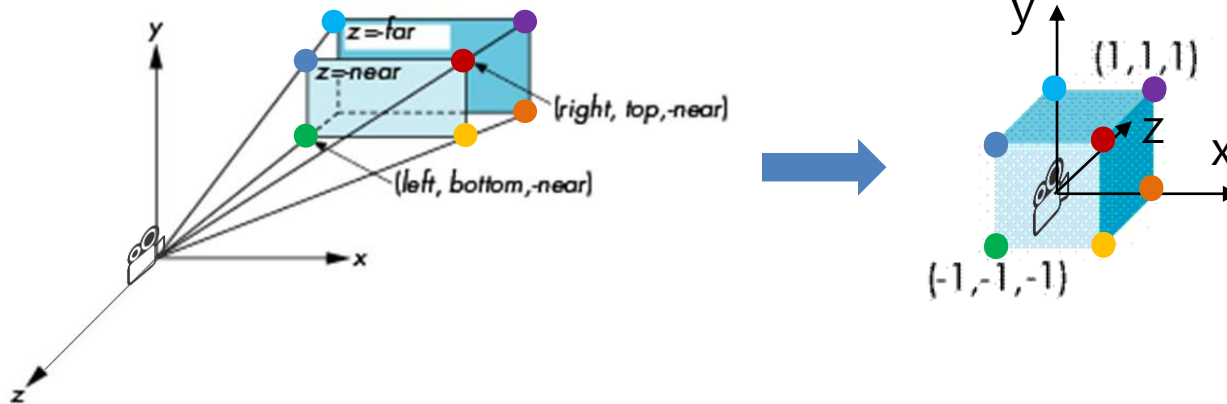 y
z=-far
z=-near
(right, top,-near)
(left, bottom,-near)
x
z
y
(1,1,1)
z
x
(-1,-1,-1)